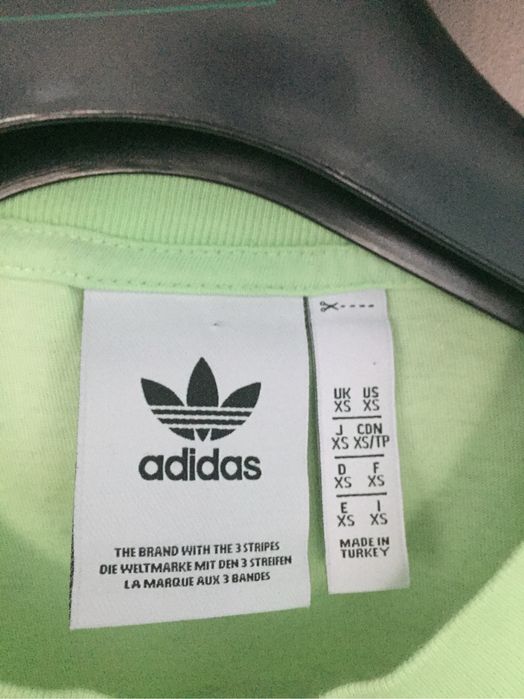 adidas
THE BRAND WITH THE 3 STRIPES
DIE WELTMARKE MIT DEN 3 STREIFEN
LA MARQUE AUX 3 BANDES
UK US
XS XS
J CDN
XS XS/TP
D F
XS XS
E I
XS XS
MADE IN
TURKEY